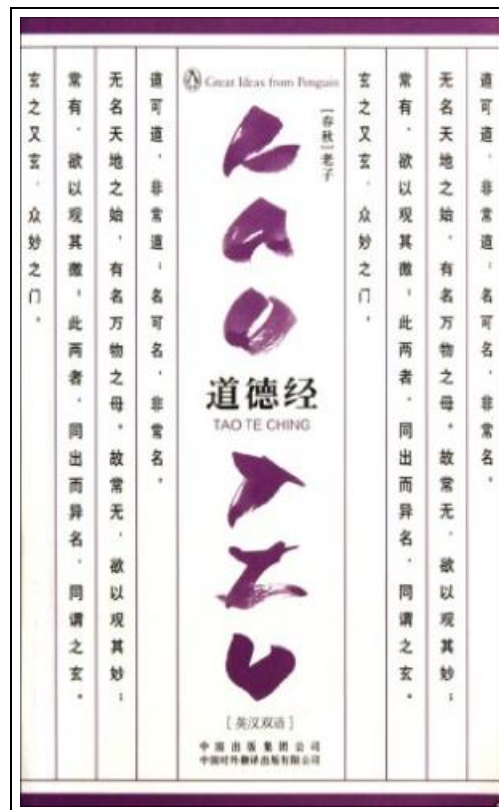 道可道，非常道；名可名，非常名。
无名天地之始，有名万物之母。故常无，欲以观其妙；
常有，欲以观其徼；此两者，同出而异名，同谓之玄。
玄之又玄，众妙之门。
Great Ideas from Penguin
[春秋]老子
LAO
道德经
TAO TE CHING
TZU
[英汉双语]
中国出版集团公司
中国对外翻译出版有限公司
道可道，非常道；名可名，非常名。
无名天地之始，有名万物之母。故常无，欲以观其妙；
常有，欲以观其徼；此两者，同出而异名，同谓之玄。
玄之又玄，众妙之门。